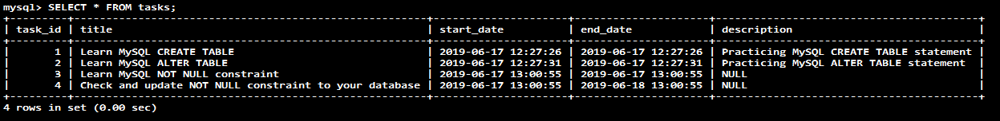 mysql> SELECT * FROM tasks;
+---------+----------------------------------------------------+---------------------+---------------------+--------------------------------------+
| task_id | title                                              | start_date          | end_date            | description                          |
+---------+----------------------------------------------------+---------------------+---------------------+--------------------------------------+
|       1 | Learn MySQL CREATE TABLE                           | 2019-06-17 12:27:26 | 2019-06-17 12:27:26 | Practicing MySQL CREATE TABLE statement |
|       2 | Learn MySQL ALTER TABLE                            | 2019-06-17 12:27:31 | 2019-06-17 12:27:31 | Practicing MySQL ALTER TABLE statement  |
|       3 | Learn MySQL NOT NULL constraint                    | 2019-06-17 13:00:55 | 2019-06-17 13:00:55 | NULL                                 |
|       4 | Check and update NOT NULL constraint to your database | 2019-06-17 13:00:55 | 2019-06-18 13:00:55 | NULL                                 |
+---------+----------------------------------------------------+---------------------+---------------------+--------------------------------------+
4 rows in set (0.00 sec)